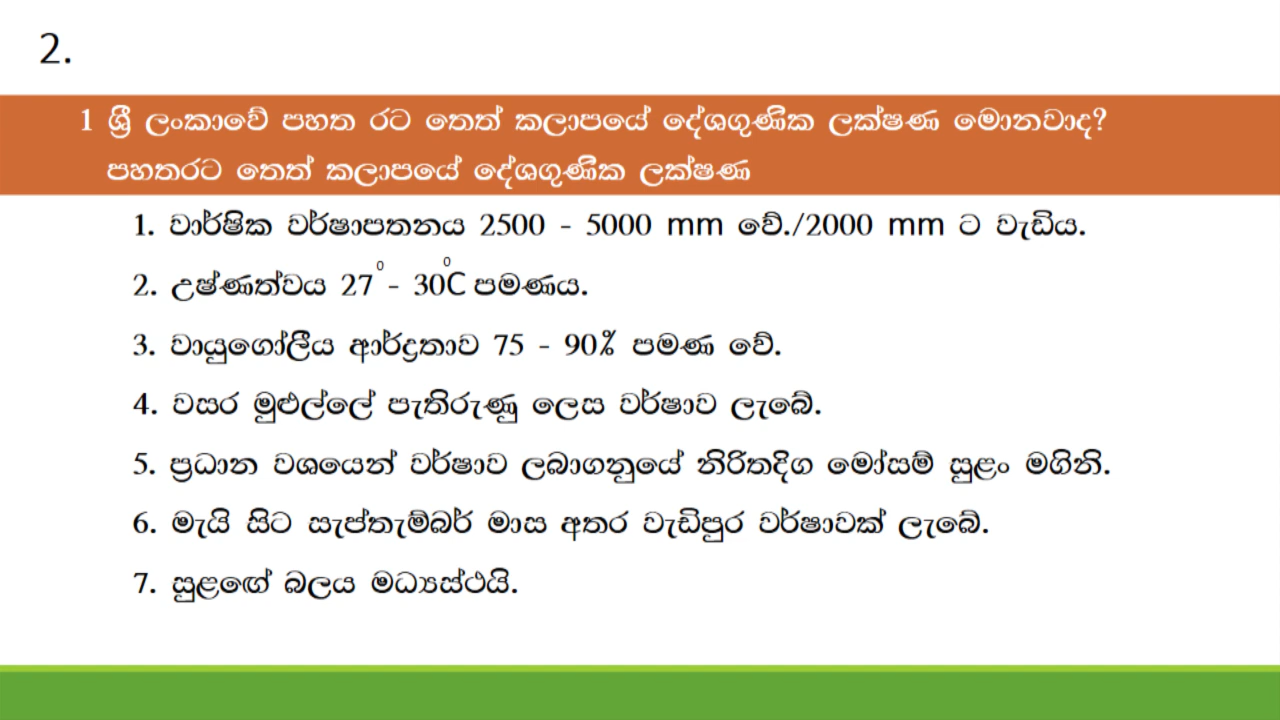 2.
1 ශ්‍රී ලංකාවේ පහත රට තෙත් කලාපයේ දේශගුණික ලක්ෂණ මොනවාද?
පහතරට තෙත් කලාපයේ දේශගුණික ලක්ෂණ
1. වාර්ෂික වර්ෂාපතනය 2500 - 5000 mm වේ./2000 mm ට වැඩිය.
2. උෂ්ණත්වය 27⁰ - 30⁰C පමණය.
3. වායුගෝලීය ආර්ද්‍රතාව 75 - 90% පමණ වේ.
4. වසර මුළුල්ලේ පැතිරුණු ලෙස වර්ෂාව ලැබේ.
5. ප්‍රධාන වශයෙන් වර්ෂාව ලබාගනුයේ නිරිතදිග මෝසම් සුළං මගිනි.
6. මැයි සිට සැප්තැම්බර් මාස අතර වැඩිපුර වර්ෂාවක් ලැබේ.
7. සුළඟේ බලය මධ්‍යස්ථයි.